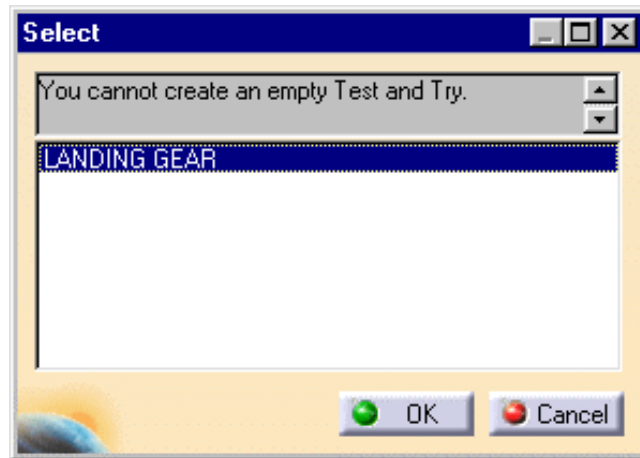 Select
You cannot create an empty Test and Try.
LANDING GEAR
OK
Cancel